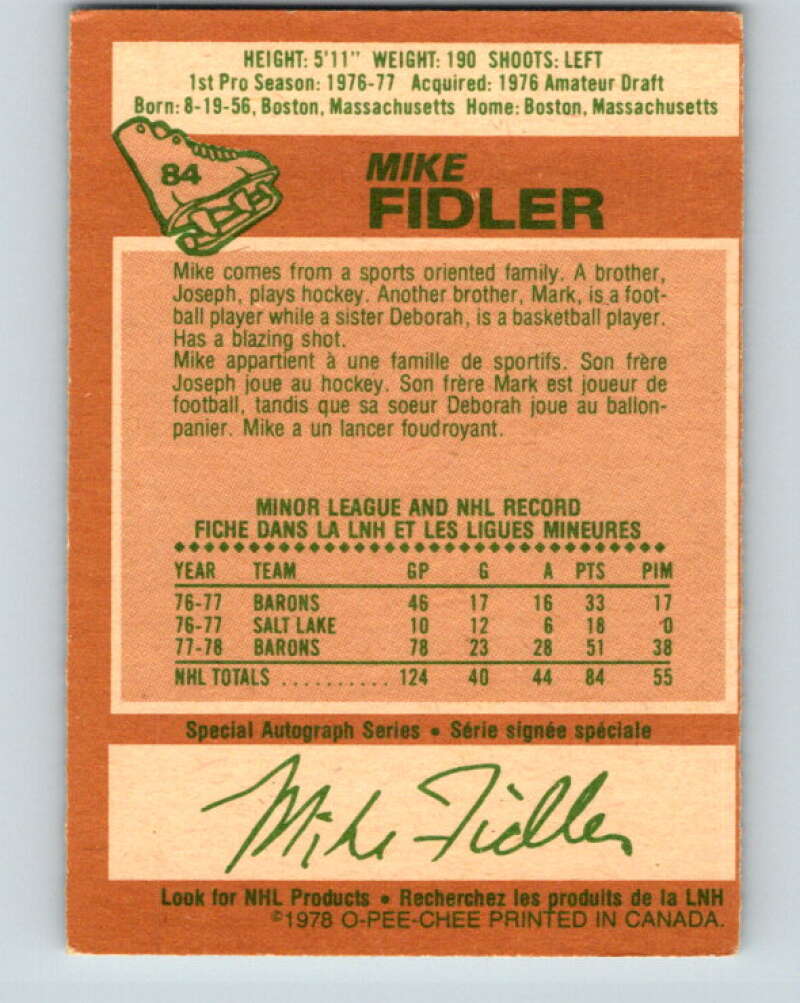 HEIGHT: 5'11" WEIGHT: 190 SHOOTS: LEFT
1st Pro Season: 1976-77 Acquired: 1976 Amateur Draft
Born: 8-19-56, Boston, Massachusetts Home: Boston, Massachusetts
84
MIKE
FIDLER
Mike comes from a sports oriented family. A brother,
Joseph, plays hockey. Another brother, Mark, is a foot-
ball player while a sister Deborah, is a basketball player.
Has a blazing shot.
Mike appartient à une famille de sportifs. Son frère
Joseph joue au hockey. Son frère Mark est joueur de
football, tandis que sa soeur Deborah joue au ballon-
panier. Mike a un lancer foudroyant.
MINOR LEAGUE AND NHL RECORD
FICHE DANS LA LNH ET LES LIGUES MINEURES
YEAR TEAM GP G A PTS PIM
76-77 BARONS 46 17 16 33 17
76-77 SALT LAKE 10 12 6 18 0
77-78 BARONS 78 23 28 51 38
NHL TOTALS .......... 124 40 44 84 55
Special Autograph Series • Série signée spéciale
Mike Fidler
Look for NHL Products • Recherchez les produits de la LNH
©1978 O-PEE-CHEE PRINTED IN CANADA.